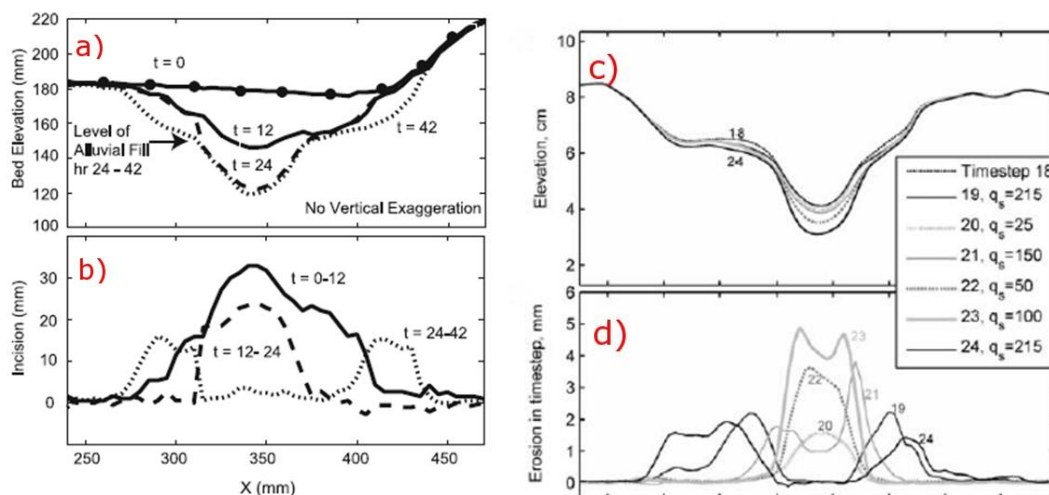 a)
220
200
180
160
140
120
100
Bed Elevation (mm)
t = 0
t = 12
t = 24
t = 42
Level of
Alluvial Fill
hr 24 - 42
No Vertical Exaggeration
b)
30
20
10
0
Incision (mm)
t = 0-12
t = 12-24
t = 24-42
250
300
350
400
450
X (mm)
c)
10
8
6
4
2
Elevation, cm
18
24
Timestep 18
19, qs=215
20, qs=25
21, qs=150
22, qs=50
23, qs=100
24, qs=215
d)
6
5
4
3
2
1
0
Erosion in timestep, mm
23
22
21
20
19
24